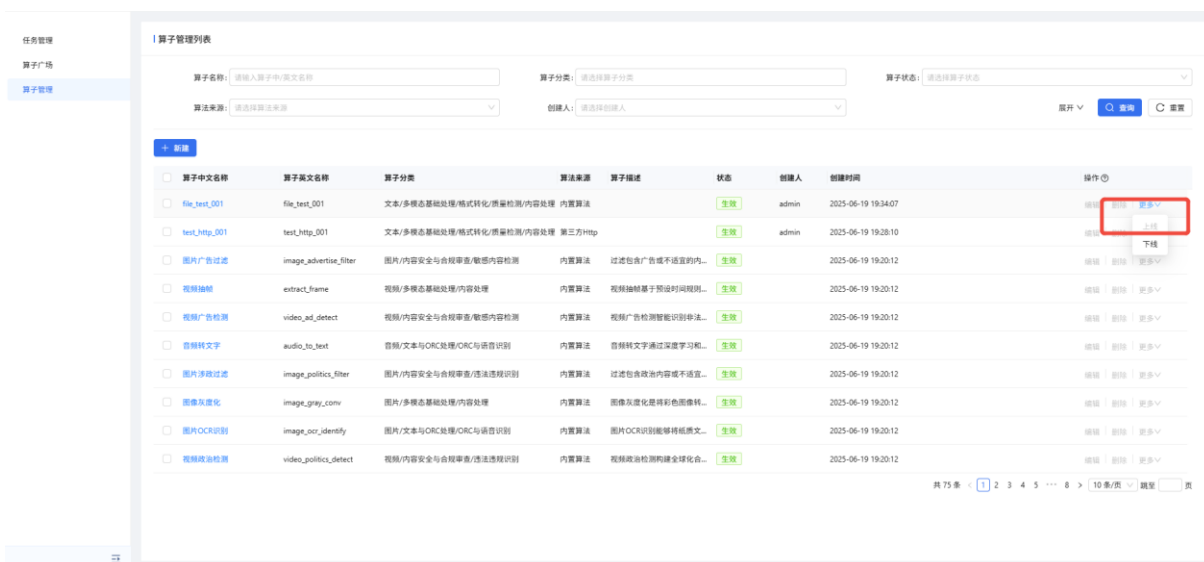 任务管理
算子广场
算子管理
算子管理列表
算子名称: 请输入算子中/英文名称 算子分类: 请选择算子分类 算子状态: 请选择算子状态
算法来源: 请选择算法来源 创建人: 请选择创建人 展开 查询 重置
+ 新建
算子中文名称 算子英文名称 算子分类 算法来源 算子描述 状态 创建人 创建时间 操作
file_test_001 file_test_001 文本/多模态基础处理/格式转化/质量检测/内容处理 内置算法 生效 admin 2025-06-19 19:34:07 编辑 删除 更多
上线
test_http_001 test_http_001 文本/多模态基础处理/格式转化/质量检测/内容处理 第三方Http 生效 admin 2025-06-19 19:28:10 编辑
下线
图片广告过滤 image_advertise_filter 图片/内容安全与合规审查/敏感内容检测 内置算法 过滤包含广告或不适宜的内... 生效 2025-06-19 19:20:12 编辑 删除 更多
视频抽帧 extract_frame 视频/多模态基础处理/内容处理 内置算法 视频抽帧基于预设时间规则... 生效 2025-06-19 19:20:12 编辑 删除 更多
视频广告检测 video_ad_detect 视频/内容安全与合规审查/敏感内容检测 内置算法 视频广告检测智能识别非法... 生效 2025-06-19 19:20:12 编辑 删除 更多
音频转文字 audio_to_text 音频/文本与ORC处理/ORC与语音识别 内置算法 音频转文字通过深度学习和... 生效 2025-06-19 19:20:12 编辑 删除 更多
图片涉政过滤 image_politics_filter 图片/内容安全与合规审查/违法违规识别 内置算法 过滤包含政治内容或不适宜... 生效 2025-06-19 19:20:12 编辑 删除 更多
图像灰度化 image_gray_conv 图片/多模态基础处理/内容处理 内置算法 图像灰度化是将彩色图像转... 生效 2025-06-19 19:20:12 编辑 删除 更多
图片OCR识别 image_ocr_identify 图片/文本与ORC处理/ORC与语音识别 内置算法 图片OCR识别能够将纸质文... 生效 2025-06-19 19:20:12 编辑 删除 更多
视频政治检测 video_politics_detect 视频/内容安全与合规审查/违法违规识别 内置算法 视频政治检测构建全球化合... 生效 2025-06-19 19:20:12 编辑 删除 更多
共 75 条 < 1 2 3 4 5 ··· 8 > 10 条/页 跳至 页